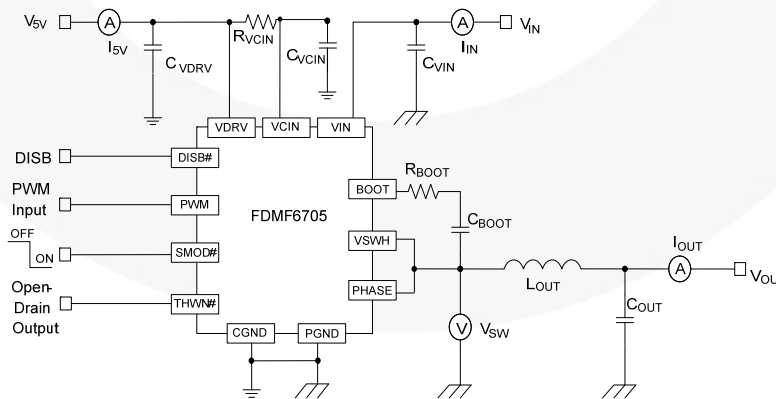 V5V
A
I5V
RVCIN
CVDRV
CVCIN
A
IIN
VIN
CVIN
VDRV
VCIN
VIN
DISB
DISB#
PWM
Input
PWM
OFF
ON
SMOD#
Open-
Drain
Output
THWN#
FDMF6705
BOOT
RBOOT
CBOOT
VSWH
PHASE
LOUT
IOUT
A
VOU
COUT
V
VSW
CGND
PGND